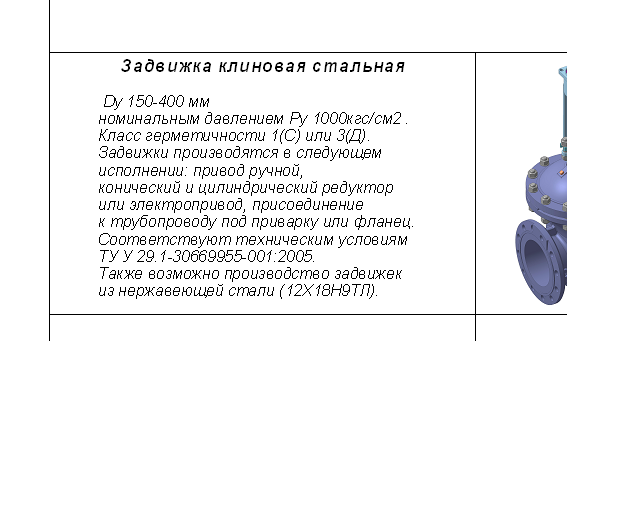 Задвижка клиновая стальная
Dy 150-400 мм
номинальным давлением Ру 1000кгс/см2 .
Класс герметичности 1(С) или 3(Д).
Задвижки производятся в следующем
исполнении: привод ручной,
конический и цилиндрический редуктор
или электропривод, присоединение
к трубопроводу под приварку или фланец.
Соответствуют техническим условиям
ТУ У 29.1-30669955-001:2005.
Также возможно производство задвижек
из нержавеющей стали (12Х18Н9ТЛ).